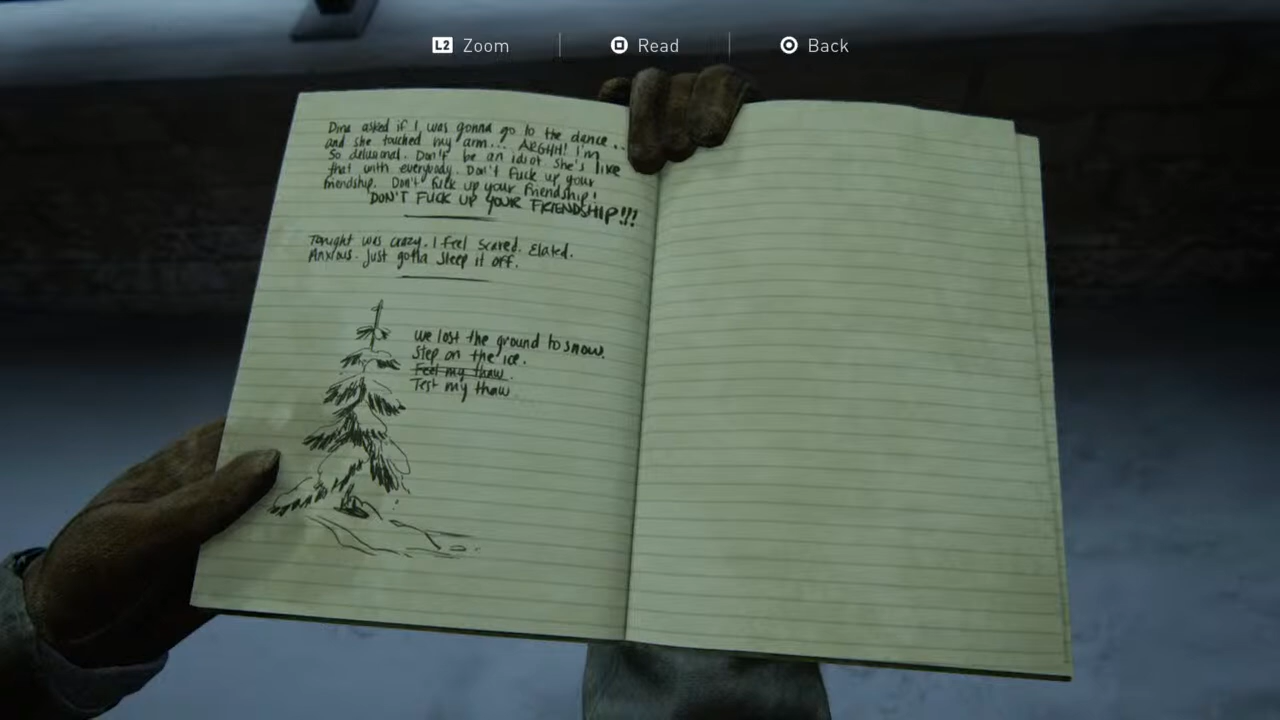 L2 Zoom
Read
Back
Dina asked if I was gonna go to the dance..
and she touched my arm... ARGHH! I'm
so delusional. Don't be an idiot she's like
that with everybody. Don't fuck up your
friendship. Don't fuck up your friendship!
DON'T FUCK UP YOUR FRIENDSHIP!!!
Tonight was crazy. I feel scared. Elated.
Anxious. Just gotta sleep it off.
We lost the ground to snow.
Step on the ice.
Feel my thaw.
Test my thaw